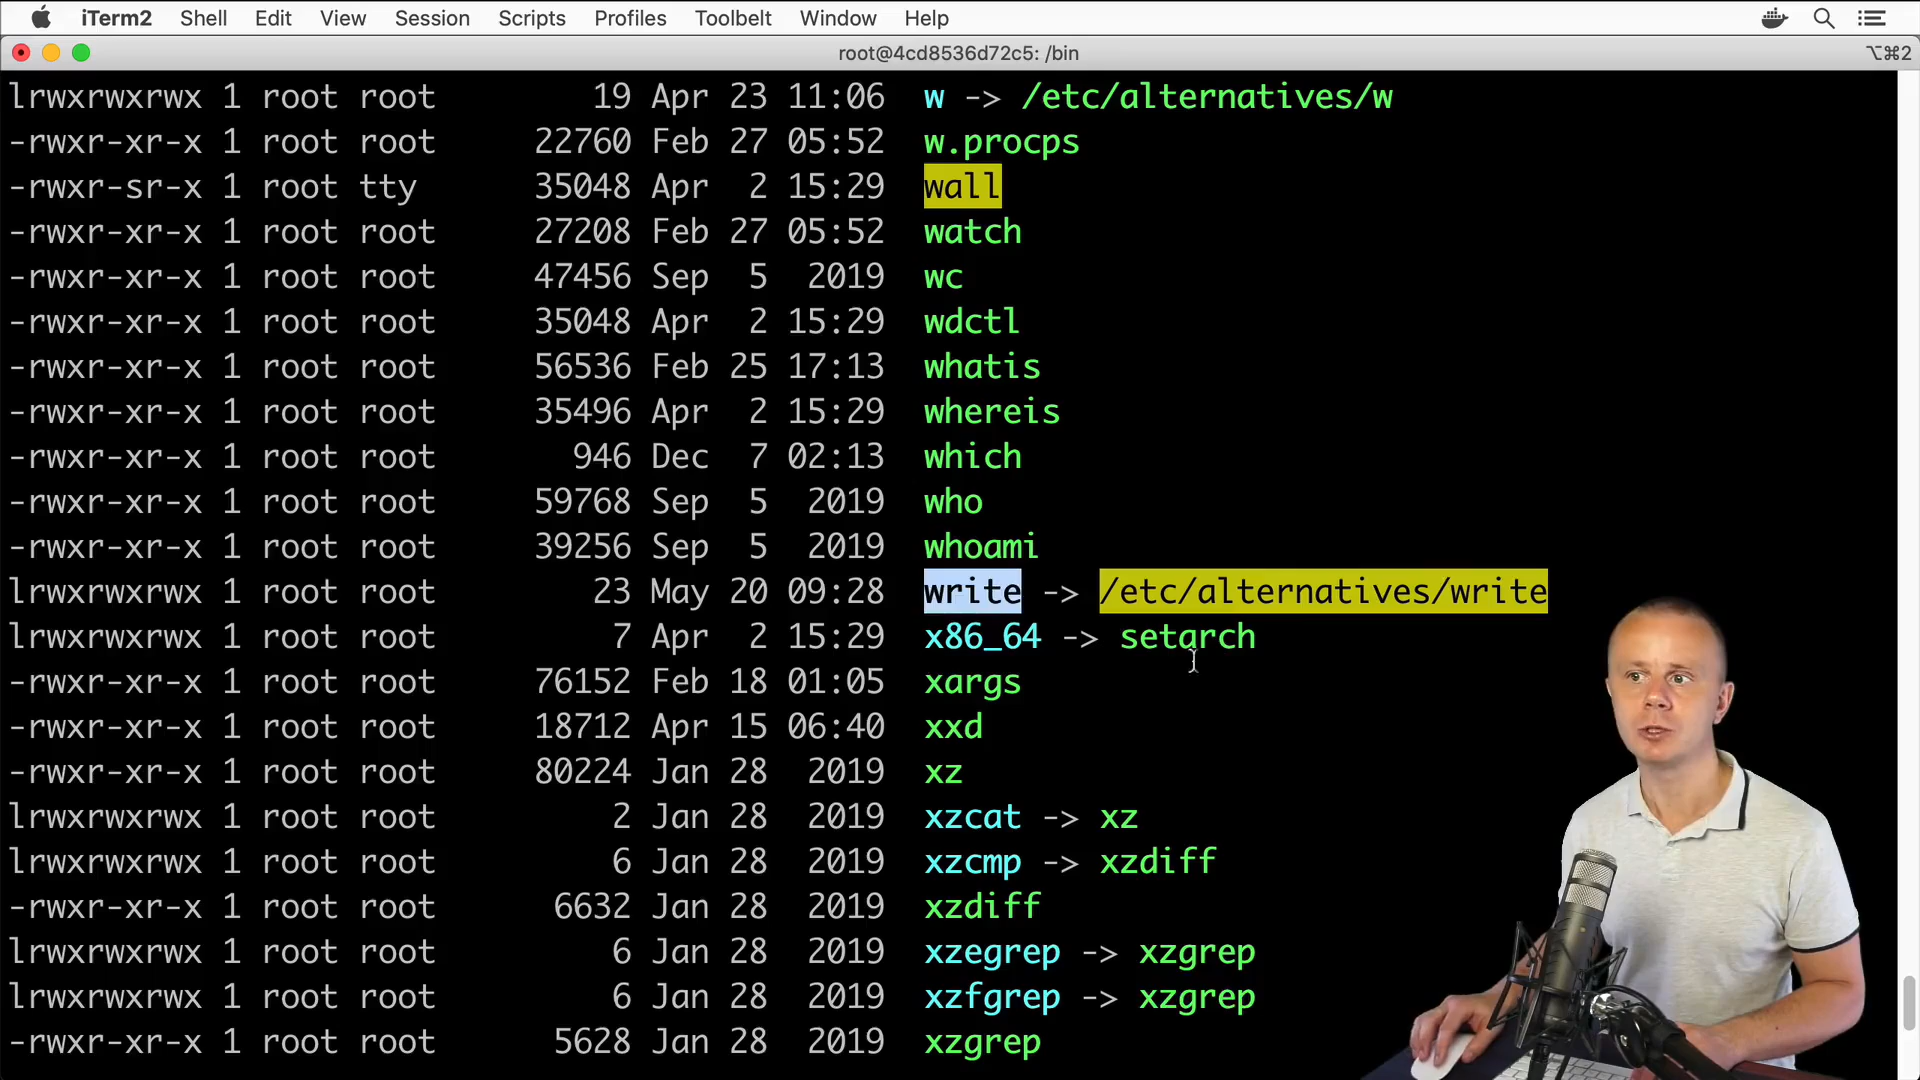 iTerm2 Shell Edit View Session Scripts Profiles Toolbelt Window Help
root@4cd8536d72c5: /bin ⌥⌘2
lrwxrwxrwx 1 root root 19 Apr 23 11:06 w -> /etc/alternatives/w
-rwxr-xr-x 1 root root 22760 Feb 27 05:52 w.procps
-rwxr-sr-x 1 root tty 35048 Apr 2 15:29 wall
-rwxr-xr-x 1 root root 27208 Feb 27 05:52 watch
-rwxr-xr-x 1 root root 47456 Sep 5 2019 wc
-rwxr-xr-x 1 root root 35048 Apr 2 15:29 wdctl
-rwxr-xr-x 1 root root 56536 Feb 25 17:13 whatis
-rwxr-xr-x 1 root root 35496 Apr 2 15:29 whereis
-rwxr-xr-x 1 root root 946 Dec 7 02:13 which
-rwxr-xr-x 1 root root 59768 Sep 5 2019 who
-rwxr-xr-x 1 root root 39256 Sep 5 2019 whoami
lrwxrwxrwx 1 root root 23 May 20 09:28 write -> /etc/alternatives/write
lrwxrwxrwx 1 root root 7 Apr 2 15:29 x86_64 -> setarch
-rwxr-xr-x 1 root root 76152 Feb 18 01:05 xargs
-rwxr-xr-x 1 root root 18712 Apr 15 06:40 xxd
-rwxr-xr-x 1 root root 80224 Jan 28 2019 xz
lrwxrwxrwx 1 root root 2 Jan 28 2019 xzcat -> xz
lrwxrwxrwx 1 root root 6 Jan 28 2019 xzcmp -> xzdiff
-rwxr-xr-x 1 root root 6632 Jan 28 2019 xzdiff
lrwxrwxrwx 1 root root 6 Jan 28 2019 xzegrep -> xzgrep
lrwxrwxrwx 1 root root 6 Jan 28 2019 xzfgrep -> xzgrep
-rwxr-xr-x 1 root root 5628 Jan 28 2019 xzgrep